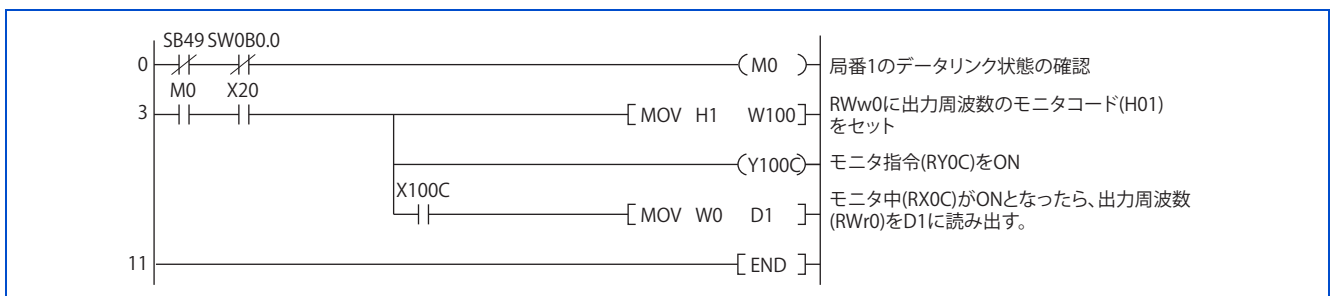 SB49 SW0B0.0
0 M0 局番1のデータリンク状態の確認
M0 X20
3 MOV H1 W100 RWw0に出力周波数のモニタコード(H01)
をセット
Y100C モニタ指令(RY0C)をON
X100C
MOV W0 D1 モニタ中(RX0C)がONとなったら、出力周波数
(RWr0)をD1に読み出す。
11 END